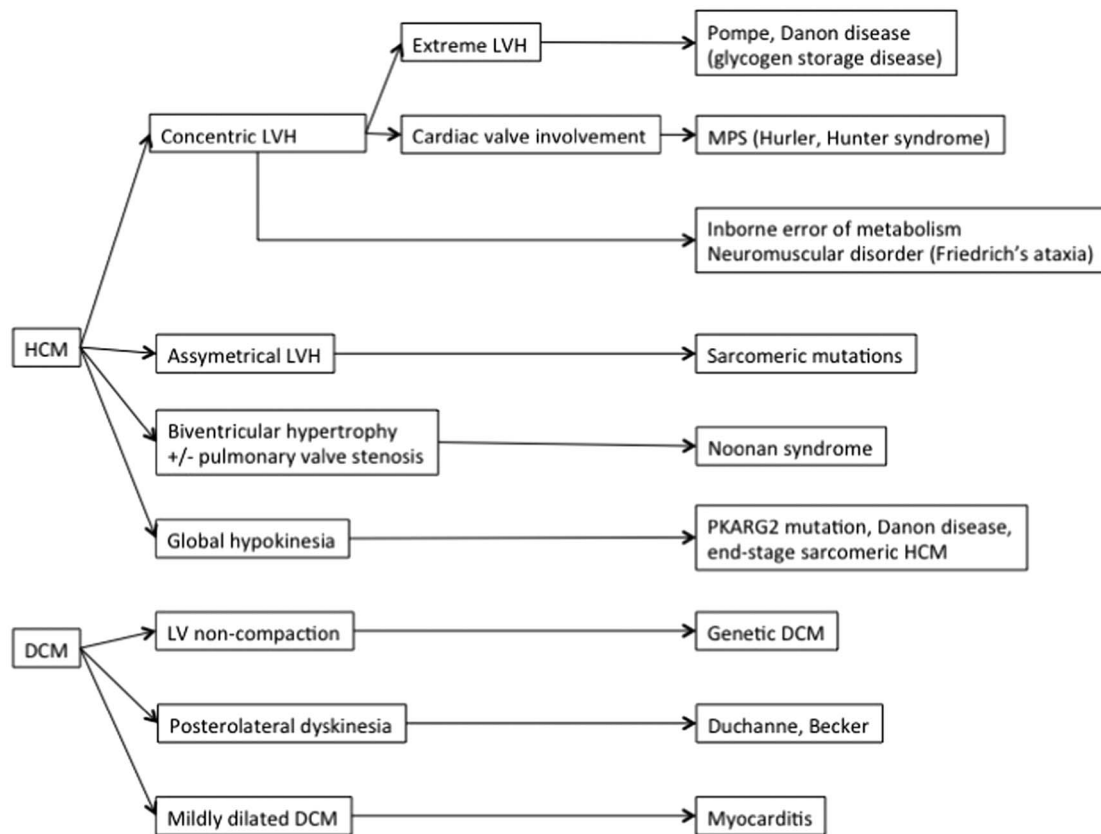 Extreme LVH
Pompe, Danon disease
(glycogen storage disease)
Concentric LVH
Cardiac valve involvement
MPS (Hurler, Hunter syndrome)
Inborne error of metabolism
Neuromuscular disorder (Friedrich's ataxia)
HCM
Assymetrical LVH
Sarcomeric mutations
Biventricular hypertrophy
+/- pulmonary valve stenosis
Noonan syndrome
Global hypokinesia
PKARG2 mutation, Danon disease,
end-stage sarcomeric HCM
DCM
LV non-compaction
Genetic DCM
Posterolateral dyskinesia
Duchanne, Becker
Mildly dilated DCM
Myocarditis